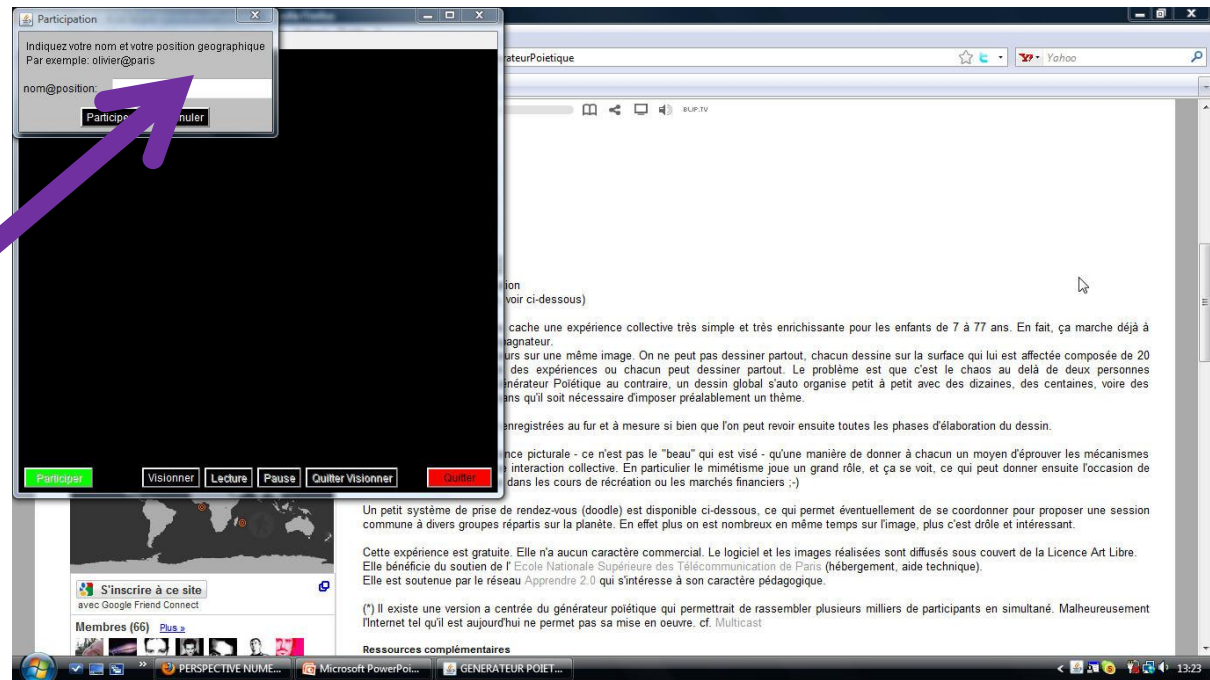 Participation
Indiquez votre nom et votre position geographique
Par exemple: olivier@paris
nom@position:
Participer
Participer
Visionner
Lecture
Pause
Quitter Visionner
Quitter
rateurPoietique
Yahoo
BLIP.TV
ion
voir ci-dessous)
cache une expérience collective très simple et très enrichissante pour les enfants de 7 à 77 ans. En fait, ça marche déjà à
pagnateur.
urs sur une même image. On ne peut pas dessiner partout, chacun dessine sur la surface qui lui est affectée composée de 20
des expériences ou chacun peut dessiner partout. Le problème est que c'est le chaos au delà de deux personnes
énérateur Poïétique au contraire, un dessin global s'auto organise petit à petit avec des dizaines, des centaines, voire des
ans qu'il soit nécessaire d'imposer préalablement un thème.
enregistrées au fur et à mesure si bien que l'on peut revoir ensuite toutes les phases d'élaboration du dessin.
nce picturale - ce n'est pas le "beau" qui est visé - qu'une manière de donner à chacun un moyen d'éprouver les mécanismes
interaction collective. En particulier le mimétisme joue un grand rôle, et ça se voit, ce qui peut donner ensuite l'occasion de
dans les cours de récréation ou les marchés financiers ;-)
Un petit système de prise de rendez-vous (doodle) est disponible ci-dessous, ce qui permet éventuellement de se coordonner pour proposer une session
commune à divers groupes répartis sur la planète. En effet plus on est nombreux en même temps sur l'image, plus c'est drôle et intéressant.
Cette expérience est gratuite. Elle n'a aucun caractère commercial. Le logiciel et les images réalisées sont diffusés sous couvert de la Licence Art Libre.
Elle bénéficie du soutien de l' Ecole Nationale Supérieure des Télécommunication de Paris (hébergement, aide technique).
Elle est soutenue par le réseau Apprendre 2.0 qui s'intéresse à son caractère pédagogique.
(*) Il existe une version a centrée du générateur poïétique qui permettrait de rassembler plusieurs milliers de participants en simultané. Malheureusement
l'Internet tel qu'il est aujourd'hui ne permet pas sa mise en oeuvre. cf. Multicast
Ressources complémentaires
S'inscrire à ce site
avec Google Friend Connect
Membres (66) Plus »
PERSPECTIVE NUME...
Microsoft PowerPoi...
GENERATEUR POIET...
13:23